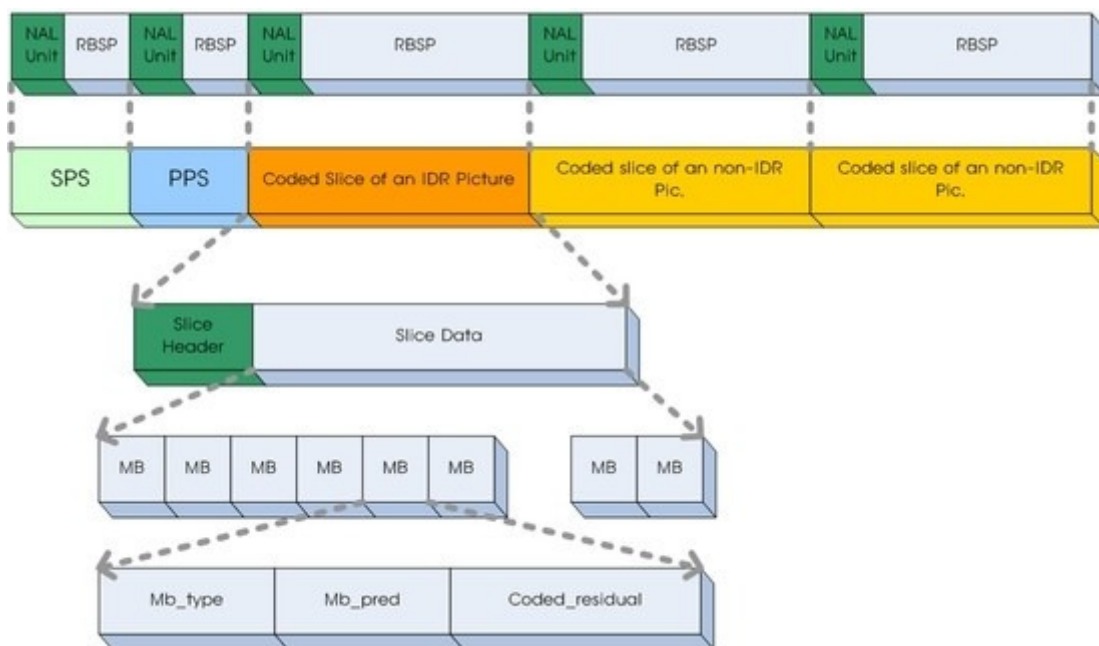 NAL Unit
RBSP
NAL Unit
RBSP
NAL Unit
RBSP
NAL Unit
RBSP
NAL Unit
RBSP
SPS
PPS
Coded Slice of an IDR Picture
Coded slice of an non-IDR
Pic.
Coded slice of an non-IDR
Pic.
Slice
Header
Slice Data
MB
MB
MB
MB
MB
MB
MB
MB
Mb_type
Mb_pred
Coded_residual